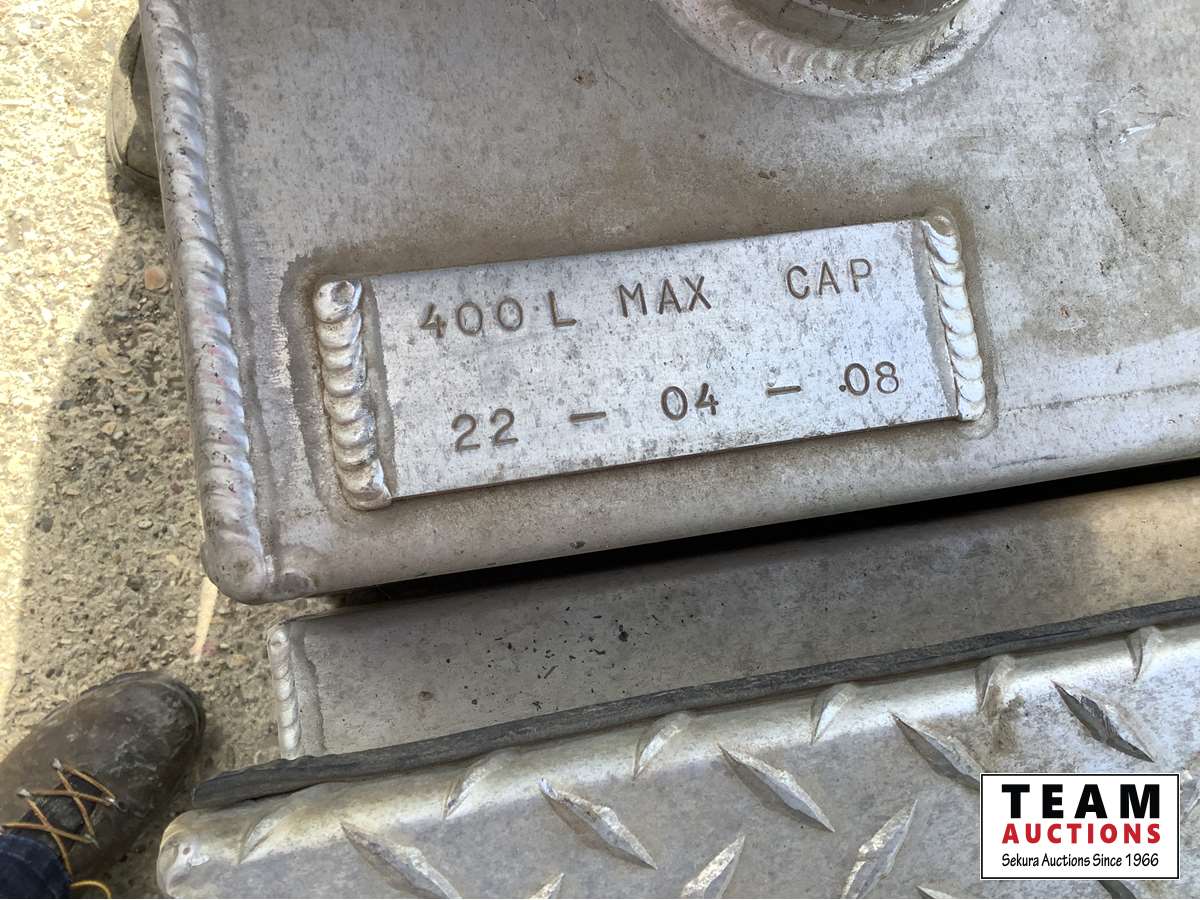 400 L MAX CAP
22 - 04 - 08
TEAM
AUCTIONS
Sekura Auctions Since 1966